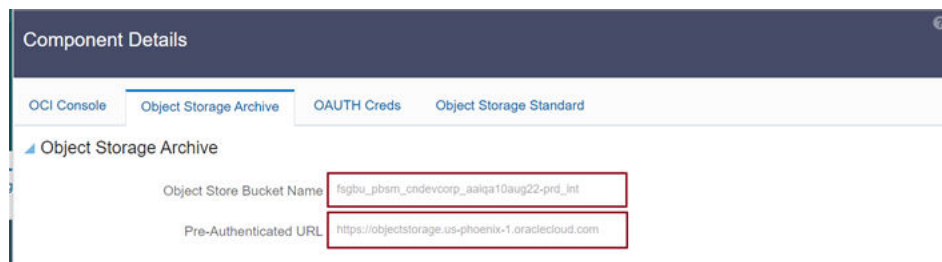 Component Details
OCI Console Object Storage Archive OAUTH Creds Object Storage Standard
Object Storage Archive
Object Store Bucket Name fsgbu_pbsm_cndevcorp_aaiqa10aug22-prd_int
Pre-Authenticated URL https://objectstorage.us-phoenix-1.oraclecloud.com